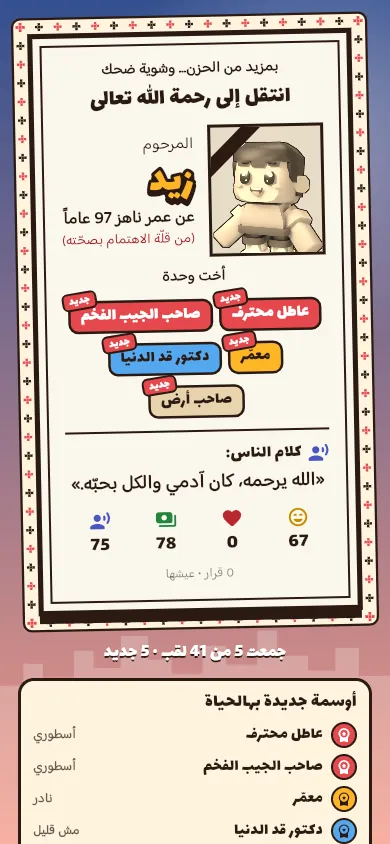 بمزيد من الحزن… وشوية ضحك
انتقل إلى رحمة الله تعالى
المرحوم
زيد
عن عمر ناهز 97 عاماً
(من قلّة الاهتمام بصحّته)
أخت وحدة
جديد
عاطل محترف
جديد
صاحب الجيب الفخم
جديد
معمّر
جديد
دكتور قد الدنيا
جديد
صاحب أرض
كلام الناس:
«الله يرحمه، كان آدمي والكل بحبّه.»
67
0
78
75
0 قرار • عيشها
جمعت 5 من 41 لقب • 5 جديد
أوسمة جديدة بهالحياة
عاطل محترف
أسطوري
صاحب الجيب الفخم
أسطوري
معمّر
نادر
دكتور قد الدنيا
مش قليل